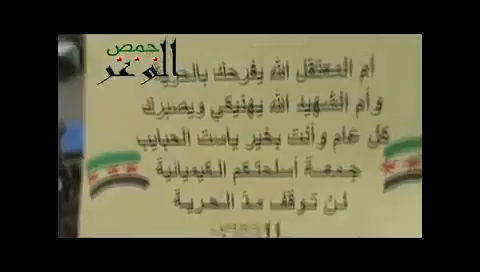 حمص
الوعر
أم المعتقل الله يفرحك بالحرية
وأم الشهيد الله يهنيكي ويصبرك
كل عام وأنت بخير ياست الحبايب
جمعة أسلحتكم الكيميائية
لن توقف مد الحرية